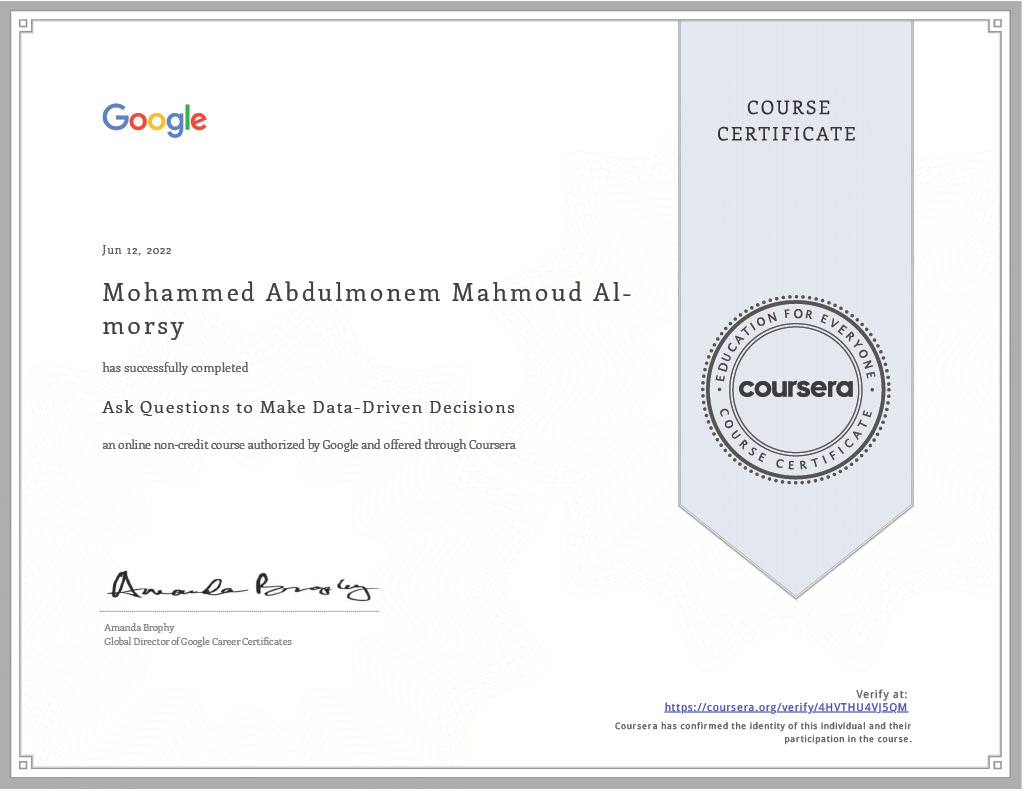 Google
COURSE
CERTIFICATE
Jun 12, 2022
Mohammed Abdulmonem Mahmoud Al-
morsy
has successfully completed
Ask Questions to Make Data-Driven Decisions
an online non-credit course authorized by Google and offered through Coursera
EDUCATION FOR EVERYONE
coursera
COURSE CERTIFICATE
Amanda Brophy
Amanda Brophy
Global Director of Google Career Certificates
Verify at:
https://coursera.org/verify/4HVTHU4VJ5QM
Coursera has confirmed the identity of this individual and their
participation in the course.